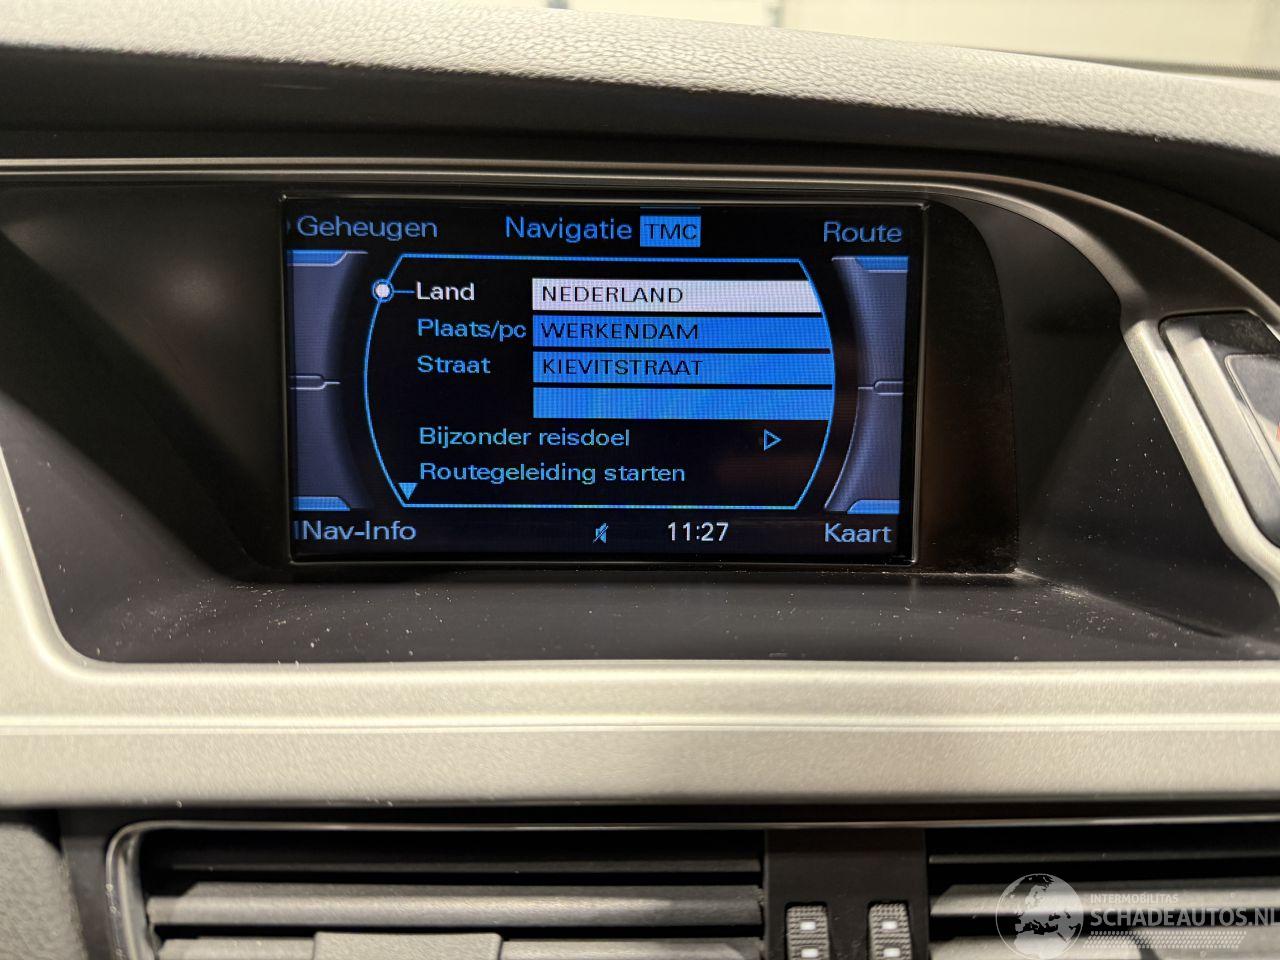 Geheugen Navigatie TMC Route
Land NEDERLAND
Plaats/pc WERKENDAM
Straat KIEVITSTRAAT
Bijzonder reisdoel
Routegeleiding starten
Nav-Info 11:27 Kaart
INTERMOBILITAS
SCHADEAUTOS.NL